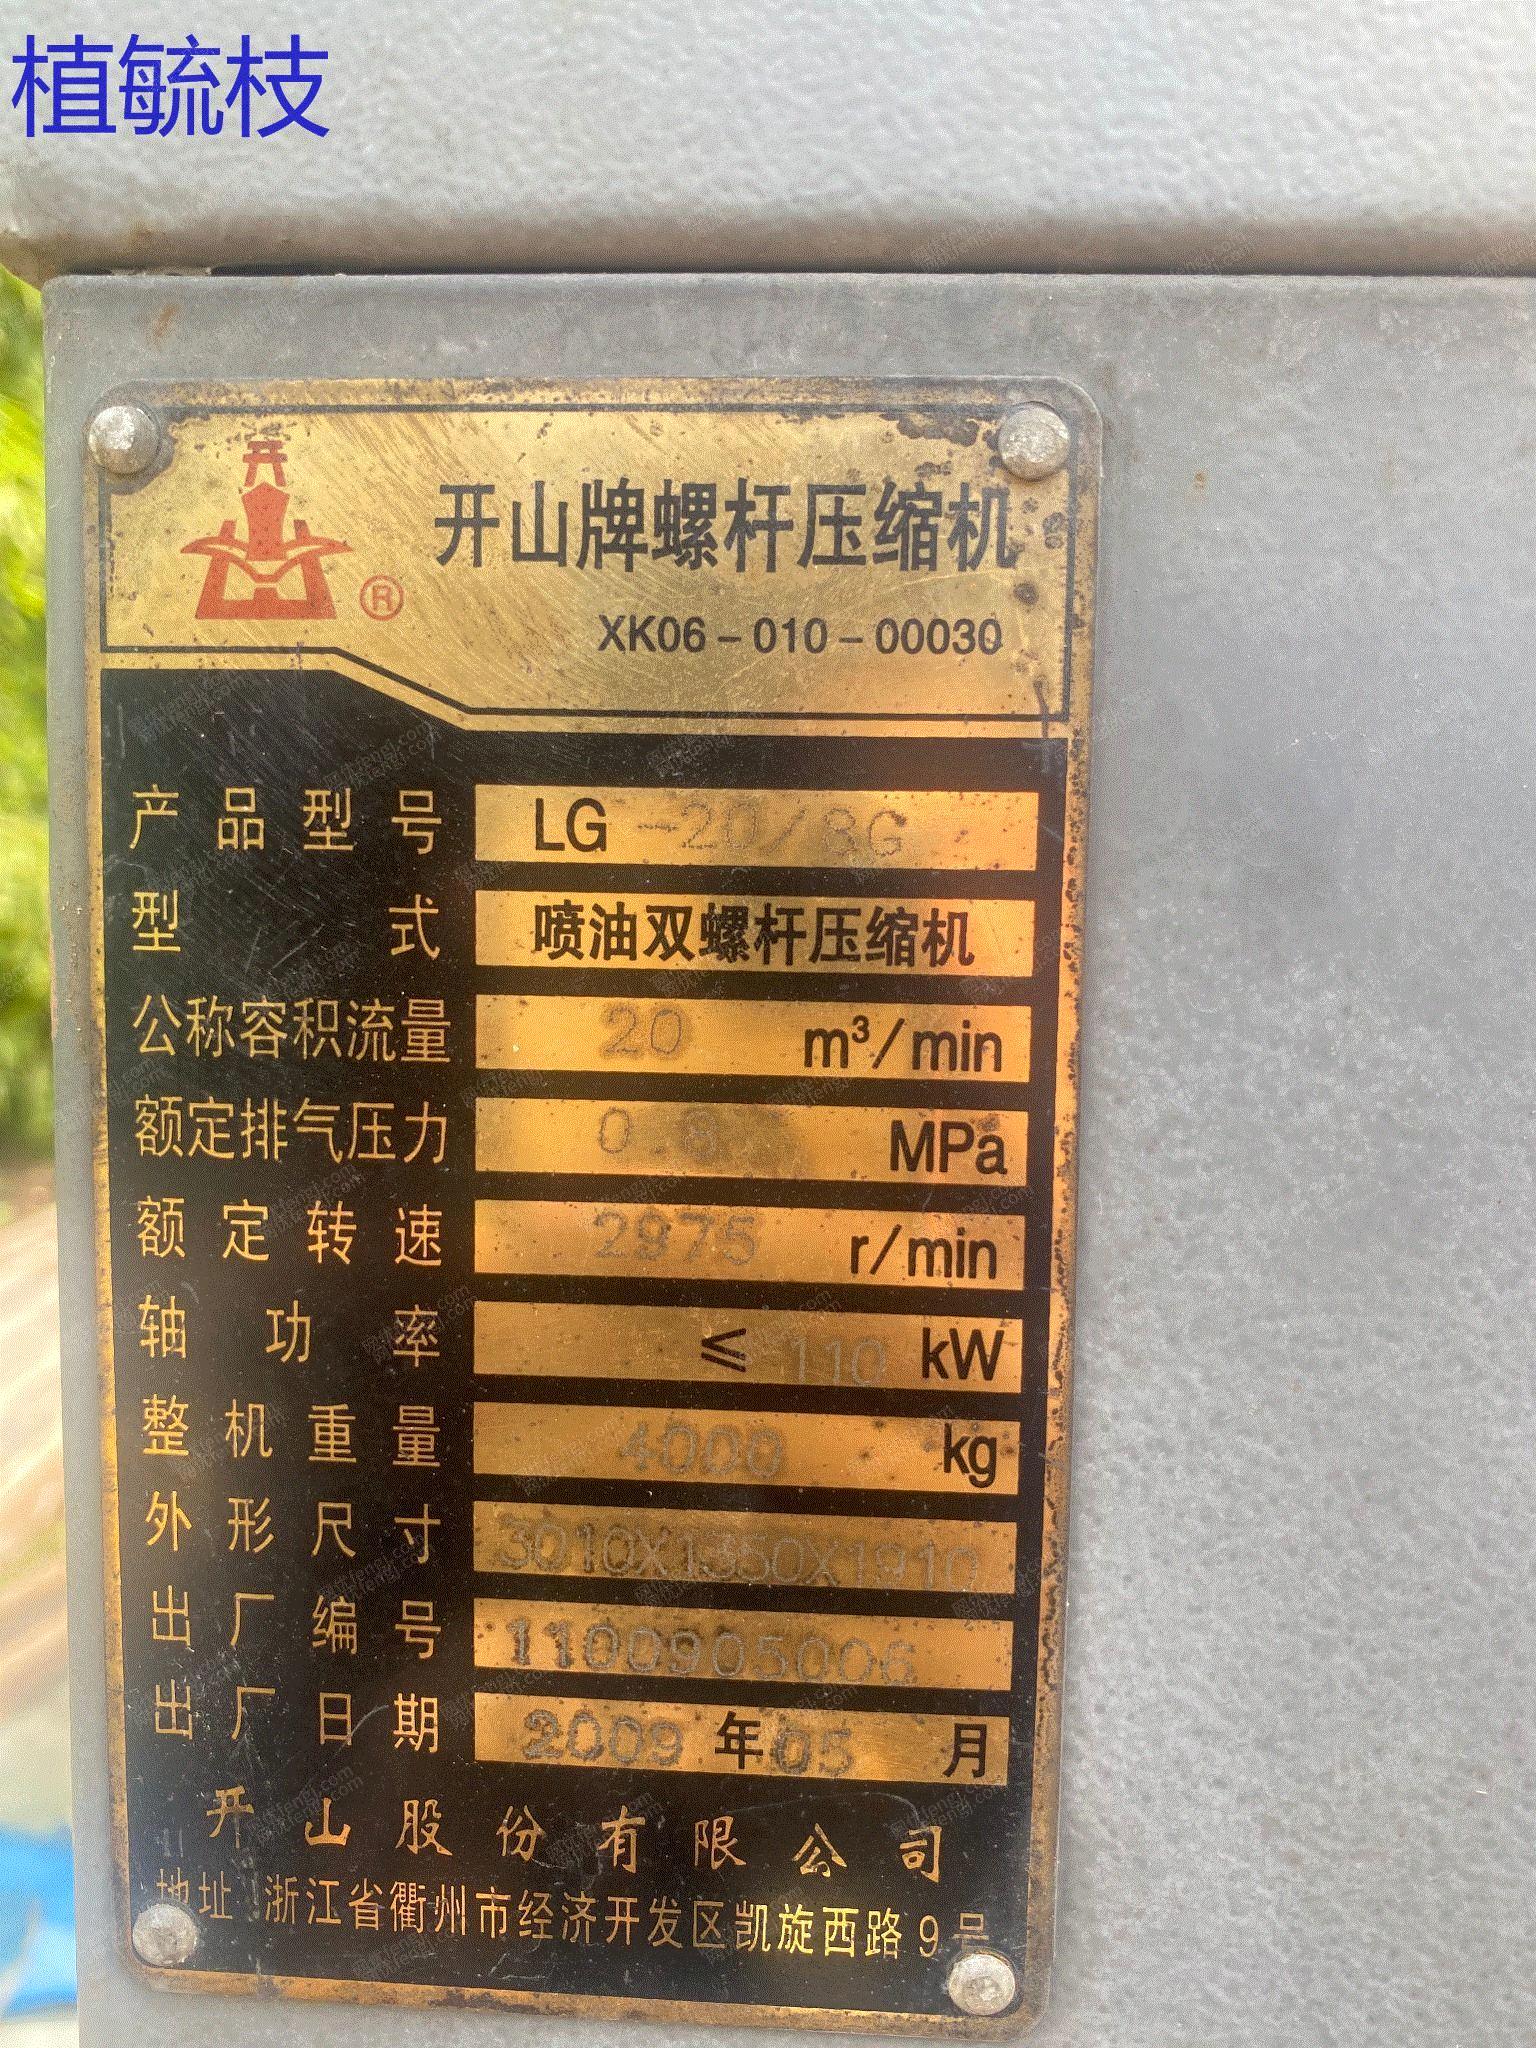 植毓枝
开
®
开山牌螺杆压缩机
XK06-010-00030
产品型号 LG -20/8G
型式 喷油双螺杆压缩机
公称容积流量 20 m³/min
额定排气压力 0.8 MPa
额定转速 2975 r/min
轴功率 ≤ 110 kW
整机重量 4000 kg
外形尺寸
出厂编号
出厂日期 2009 年 05 月
开山股份有限公司
地址 浙江省衢州市经济开发区凯旋西路9号